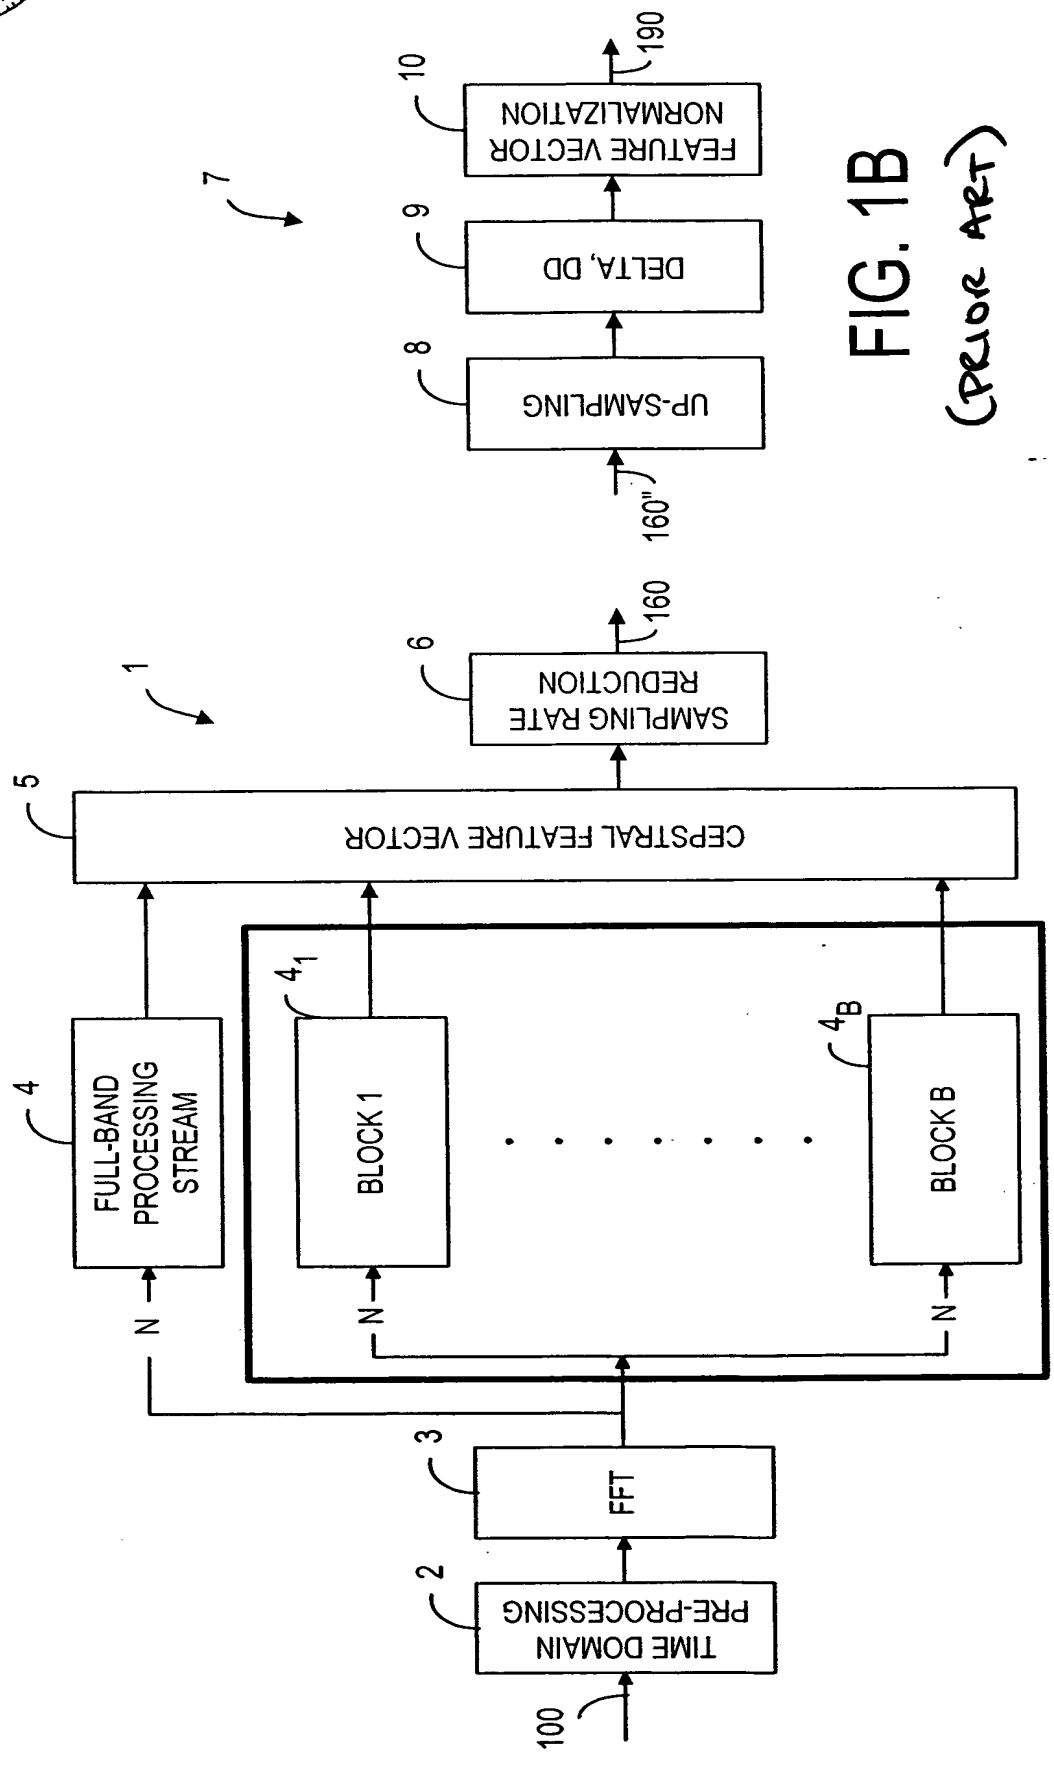 100
2
TIME DOMAIN
PRE-PROCESSING
3
FFT
N
4
FULL-BAND
PROCESSING
STREAM
N
4₁
BLOCK 1
N
4B
BLOCK B
5
CEPSTRAL FEATURE VECTOR
1
6
SAMPLING RATE
REDUCTION
160
7
160"
8
UP-SAMPLING
9
DELTA, DD
10
FEATURE VECTOR
NORMALIZATION
190
FIG. 1B
(PRIOR ART)